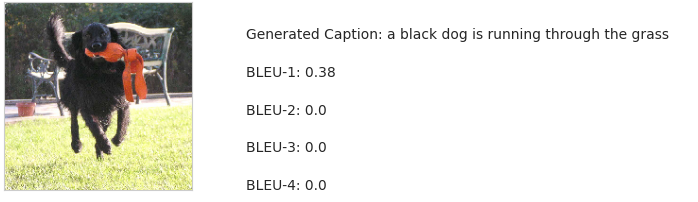 Generated Caption: a black dog is running through the grass
BLEU-1: 0.38
BLEU-2: 0.0
BLEU-3: 0.0
BLEU-4: 0.0